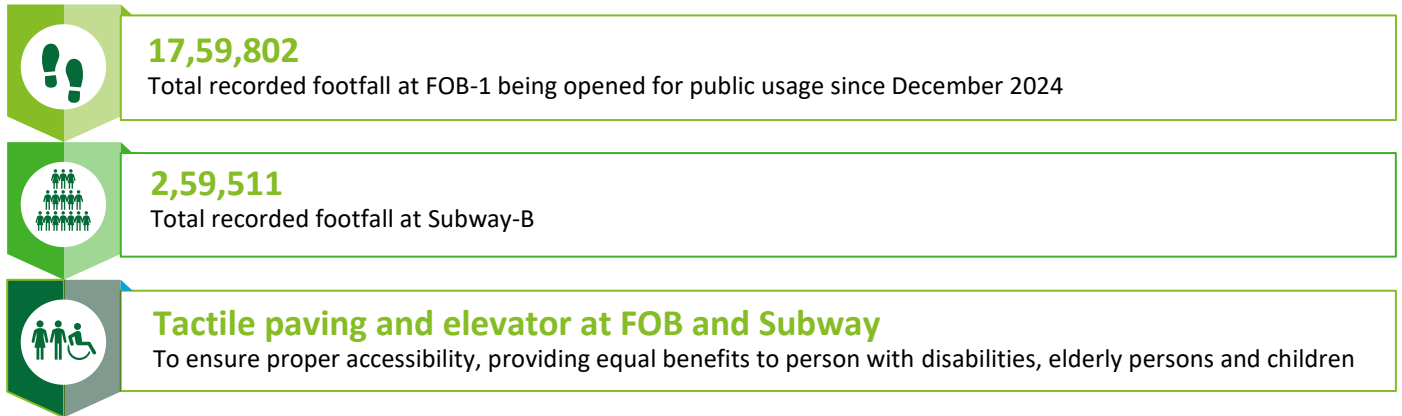 17,59,802
Total recorded footfall at FOB-1 being opened for public usage since December 2024
2,59,511
Total recorded footfall at Subway-B
Tactile paving and elevator at FOB and Subway
To ensure proper accessibility, providing equal benefits to person with disabilities, elderly persons and children